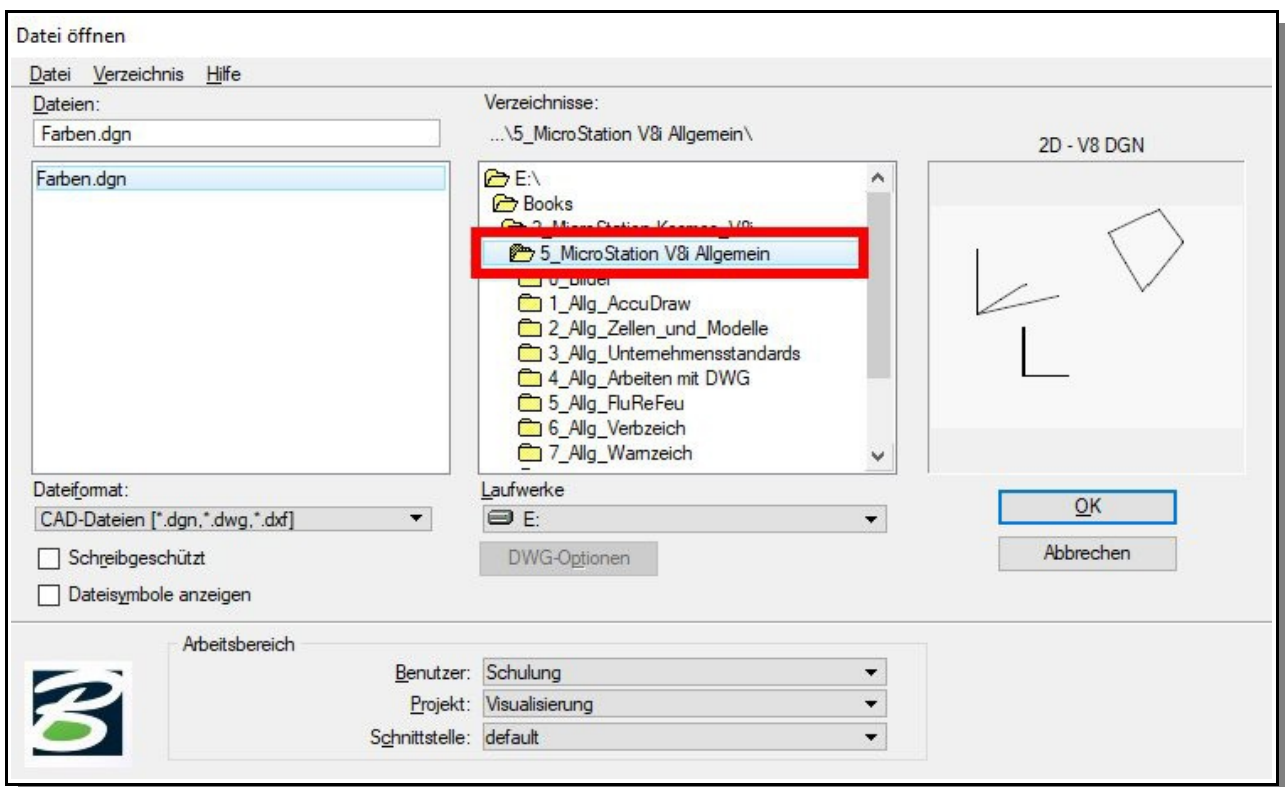 Datei öffnen
Datei Verzeichnis Hilfe
Dateien:
Farben.dgn
Farben.dgn
Verzeichnisse:
...\5_MicroStation V8i Allgemein\
E:\
Books
5_MicroStation V8i Allgemein
0_Bilder
1_Allg_AccuDraw
2_Allg_Zellen_und_Modelle
3_Allg_Unternehmensstandards
4_Allg_Arbeiten mit DWG
5_Allg_FluReFeu
6_Allg_Verbzeich
7_Allg_Warnzeich
2D - V8 DGN
Dateiformat:
CAD-Dateien [*.dgn,*.dwg,*.dxf]
Schreibgeschützt
Dateisymbole anzeigen
Laufwerke
E:
DWG-Optionen
OK
Abbrechen
Arbeitsbereich
Benutzer: Schulung
Projekt: Visualisierung
Schnittstelle: default